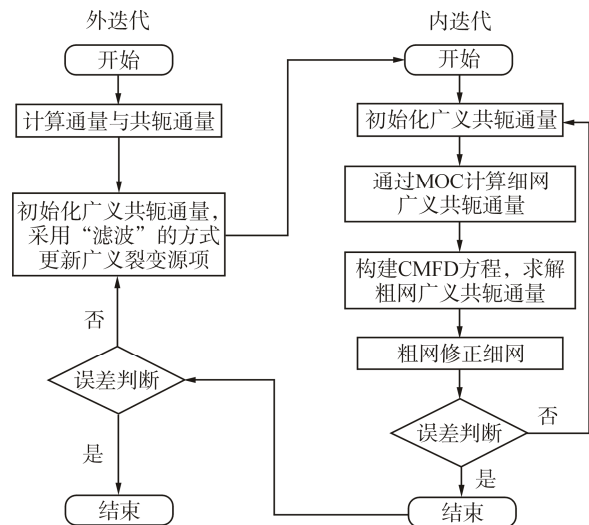 外迭代
开始
计算通量与共轭通量
初始化广义共轭通量，
采用“滤波”的方式
更新广义裂变源项
否
误差判断
是
结束
内迭代
开始
初始化广义共轭通量
通过MOC计算细网
广义共轭通量
构建CMFD方程，求解
粗网广义共轭通量
粗网修正细网
误差判断
否
是
结束